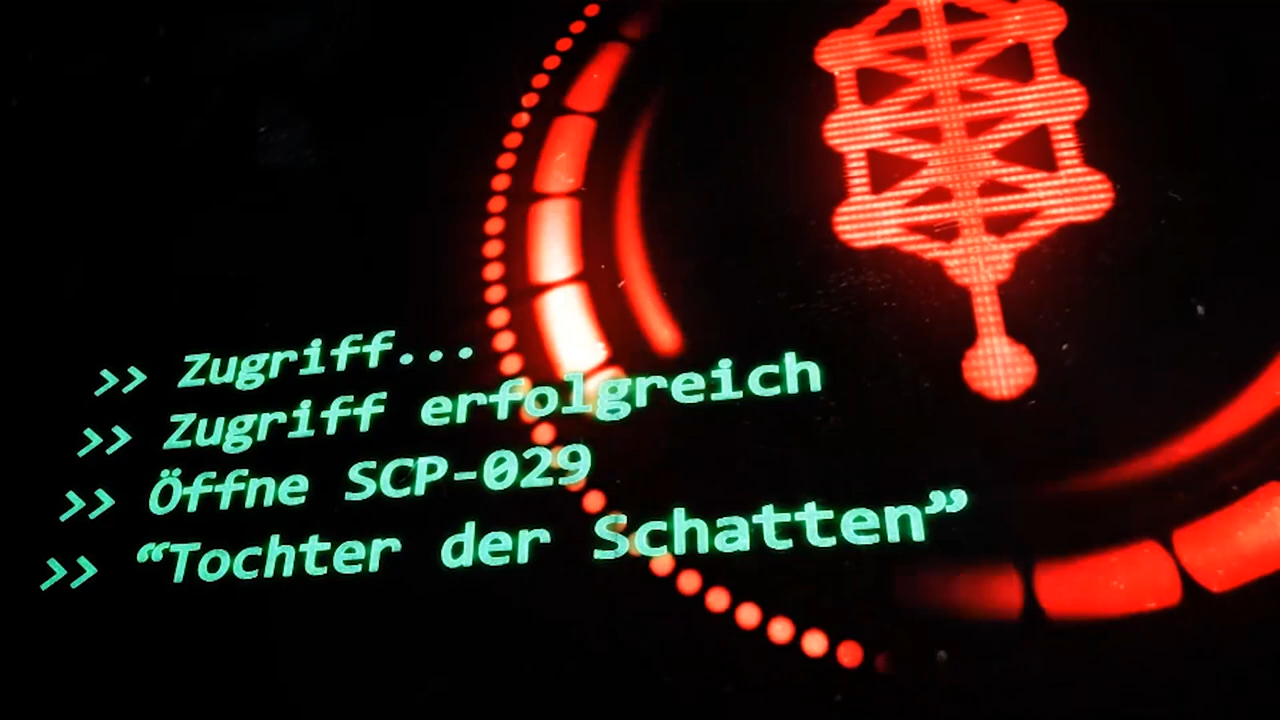 >> Zugriff...
>> Zugriff erfolgreich
>> Öffne SCP-029
>> “Tochter der Schatten”